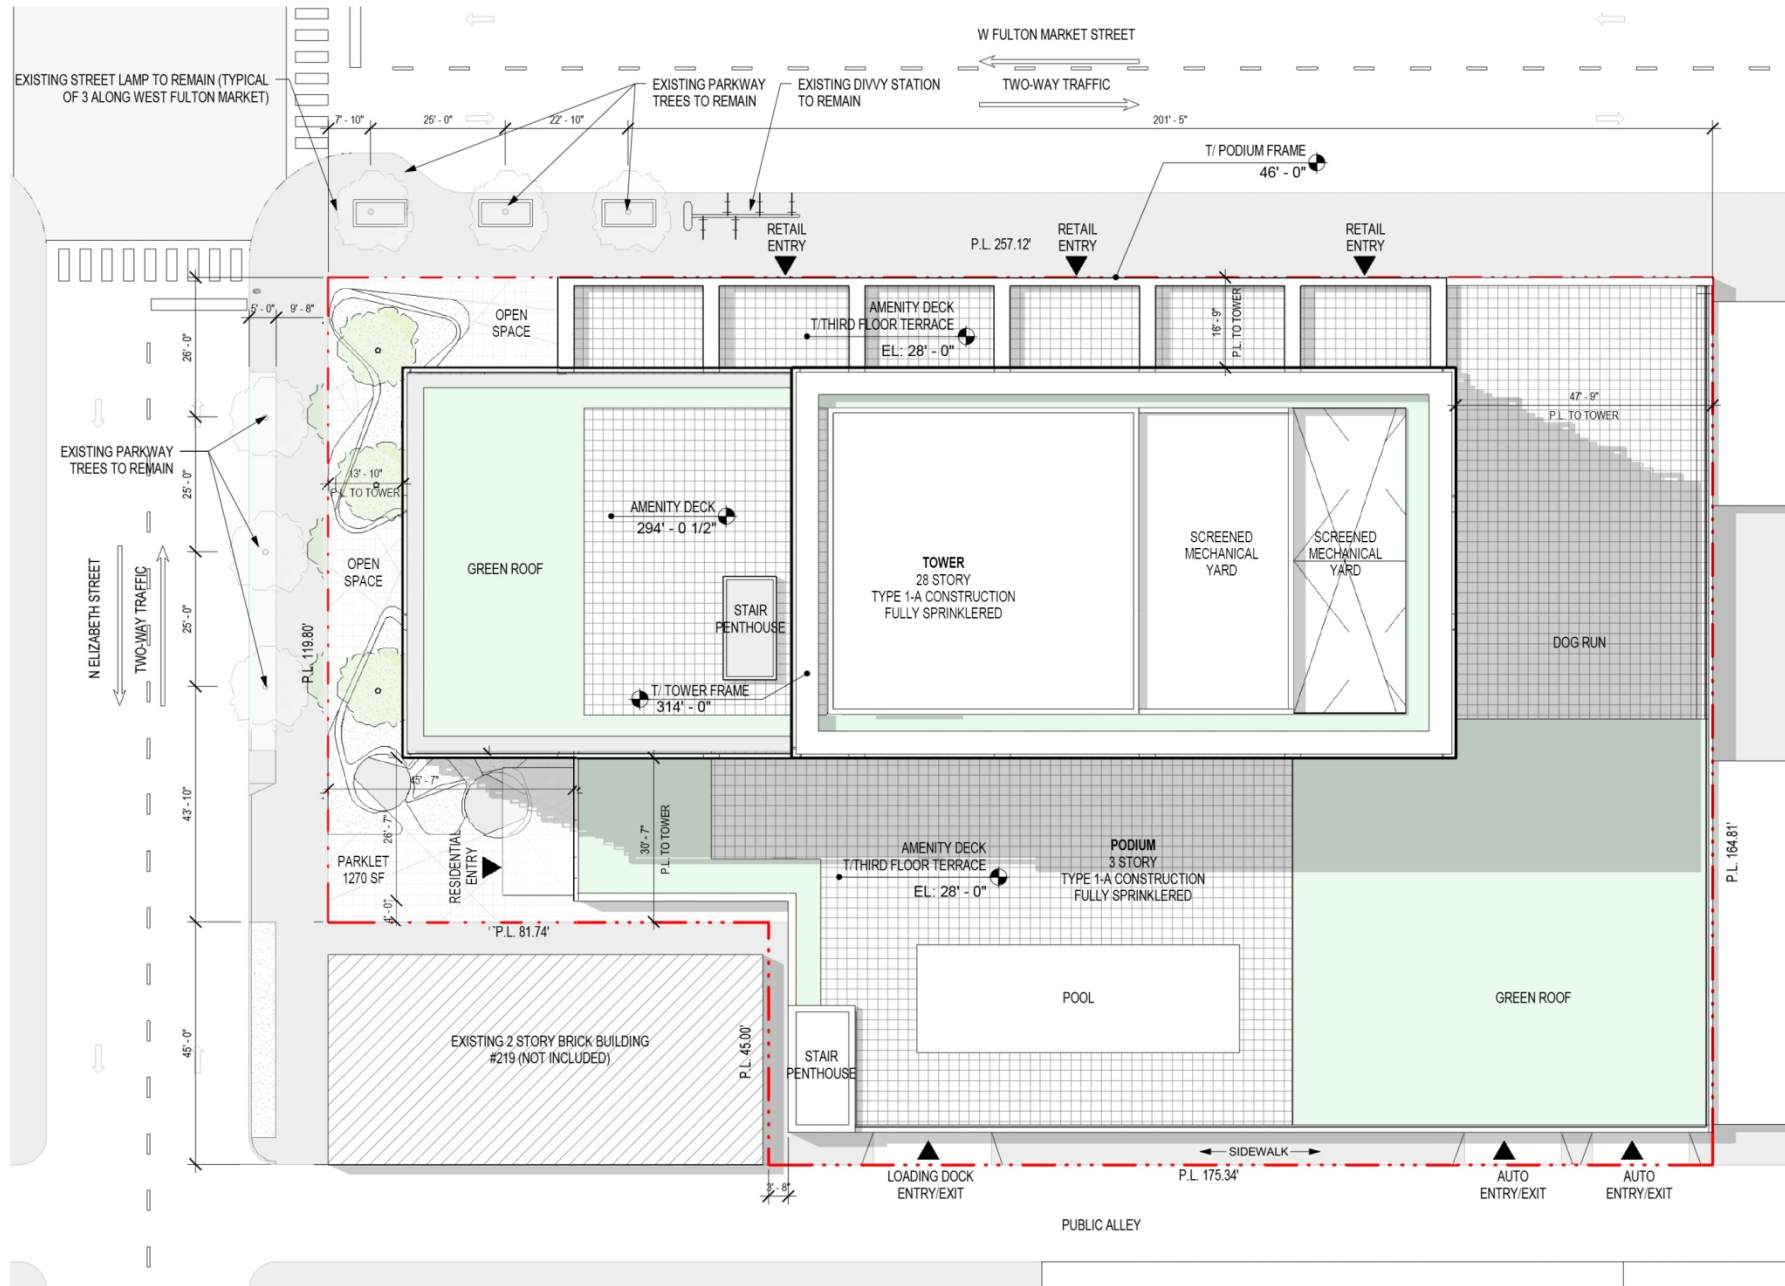 W FULTON MARKET STREET
TWO-WAY TRAFFIC
EXISTING STREET LAMP TO REMAIN (TYPICAL
OF 3 ALONG WEST FULTON MARKET)
EXISTING PARKWAY
TREES TO REMAIN
EXISTING DIVVY STATION
TO REMAIN
7' - 10"
25' - 0"
22' - 10"
201' - 5"
T/ PODIUM FRAME
46' - 0"
RETAIL
ENTRY
P.L. 257.12'
RETAIL
ENTRY
RETAIL
ENTRY
5' - 0"
9' - 8"
OPEN
SPACE
AMENITY DECK
T/THIRD FLOOR TERRACE
EL: 28' - 0"
16' - 9"
P.L. TO TOWER
26' - 0"
47' - 9"
P.L. TO TOWER
EXISTING PARKWAY
TREES TO REMAIN
25' - 0"
13' - 10"
P.L. TO TOWER
AMENITY DECK
294' - 0 1/2"
OPEN
SPACE
GREEN ROOF
TOWER
28 STORY
TYPE 1-A CONSTRUCTION
FULLY SPRINKLERED
SCREENED
MECHANICAL
YARD
SCREENED
MECHANICAL
YARD
N ELIZABETH STREET
TWO-WAY TRAFFIC
25' - 0"
P.L. 119.80'
STAIR
PENTHOUSE
DOG RUN
T/ TOWER FRAME
314' - 0"
45' - 7"
43' - 10"
26' - 7"
30' - 7"
P.L. TO TOWER
PARKLET
1270 SF
RESIDENTIAL
ENTRY
AMENITY DECK
T/THIRD FLOOR TERRACE
EL: 28' - 0"
PODIUM
3 STORY
TYPE 1-A CONSTRUCTION
FULLY SPRINKLERED
P.L. 164.81'
4' - 0"
P.L. 81.74'
POOL
GREEN ROOF
45' - 0"
EXISTING 2 STORY BRICK BUILDING
#219 (NOT INCLUDED)
P.L. 45.00'
STAIR
PENTHOUSE
SIDEWALK
3' - 8"
LOADING DOCK
ENTRY/EXIT
P.L. 175.34'
AUTO
ENTRY/EXIT
AUTO
ENTRY/EXIT
PUBLIC ALLEY